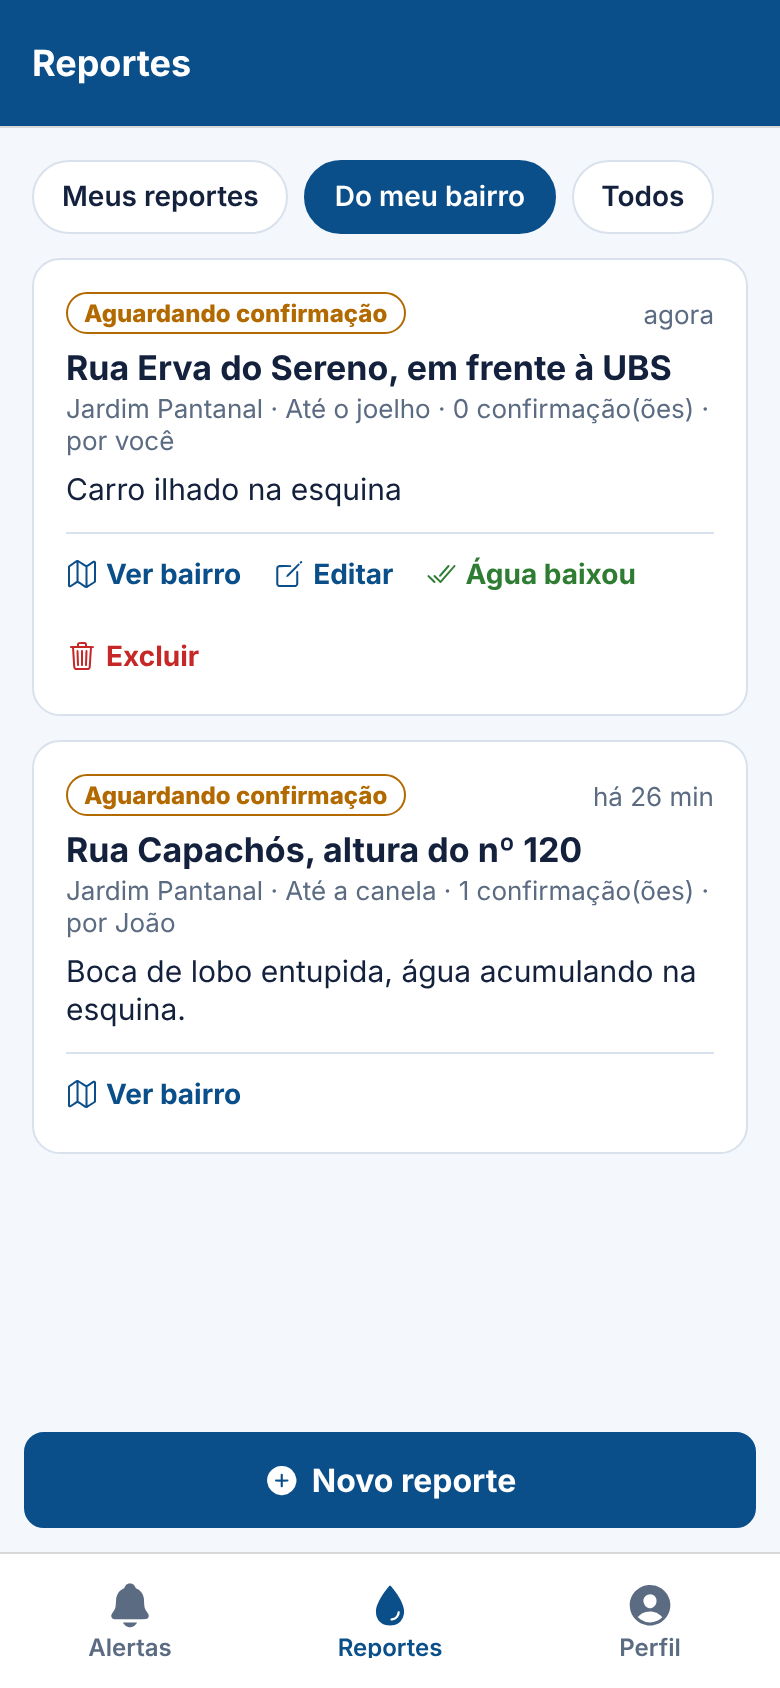 Reportes
Meus reportes
Do meu bairro
Todos
Aguardando confirmação
agora
Rua Erva do Sereno, em frente à UBS
Jardim Pantanal · Até o joelho · 0 confirmação(ões) ·
por você
Carro ilhado na esquina
Ver bairro
Editar
Água baixou
Excluir
Aguardando confirmação
há 26 min
Rua Capachós, altura do nº 120
Jardim Pantanal · Até a canela · 1 confirmação(ões) ·
por João
Boca de lobo entupida, água acumulando na
esquina.
Ver bairro
Novo reporte
Alertas
Reportes
Perfil